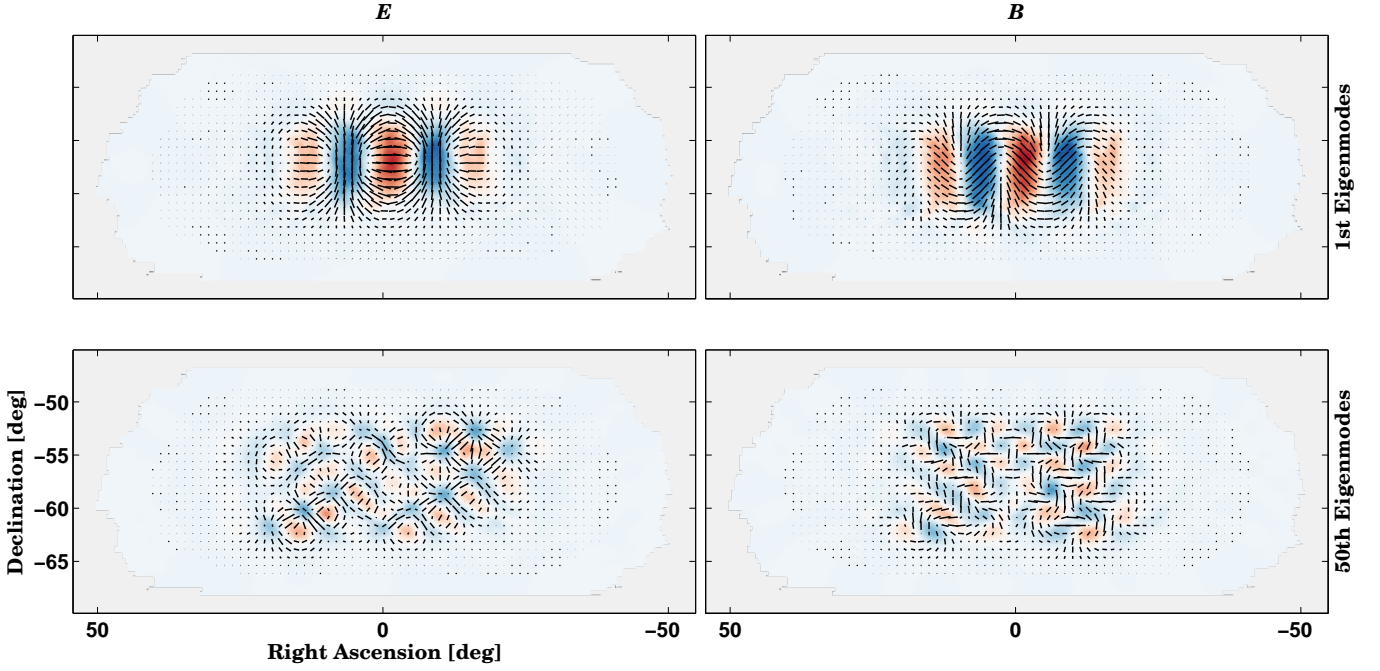 E
B
1st Eigenmodes
Declination [deg]
−50
−55
−60
−65
50th Eigenmodes
50
0
−50
50
0
−50
Right Ascension [deg]